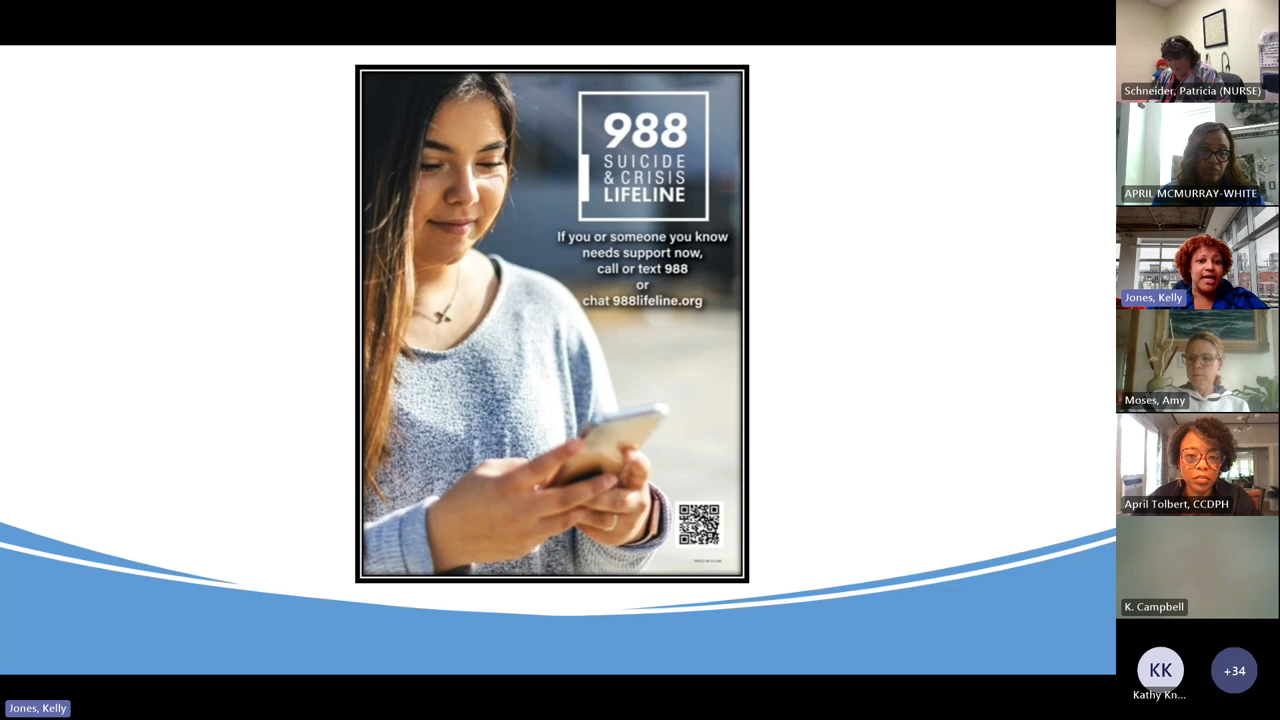 988
SUICIDE
& CRISIS
LIFELINE
If you or someone you know
needs support now,
call or text 988
or
chat 988lifeline.org
Schneider, Patricia (NURSE)
APRIL MCMURRAY-WHITE
Jones, Kelly
Moses, Amy
April Tolbert, CCDPH
K. Campbell
KK
Kathy Kn...
+34
Jones, Kelly